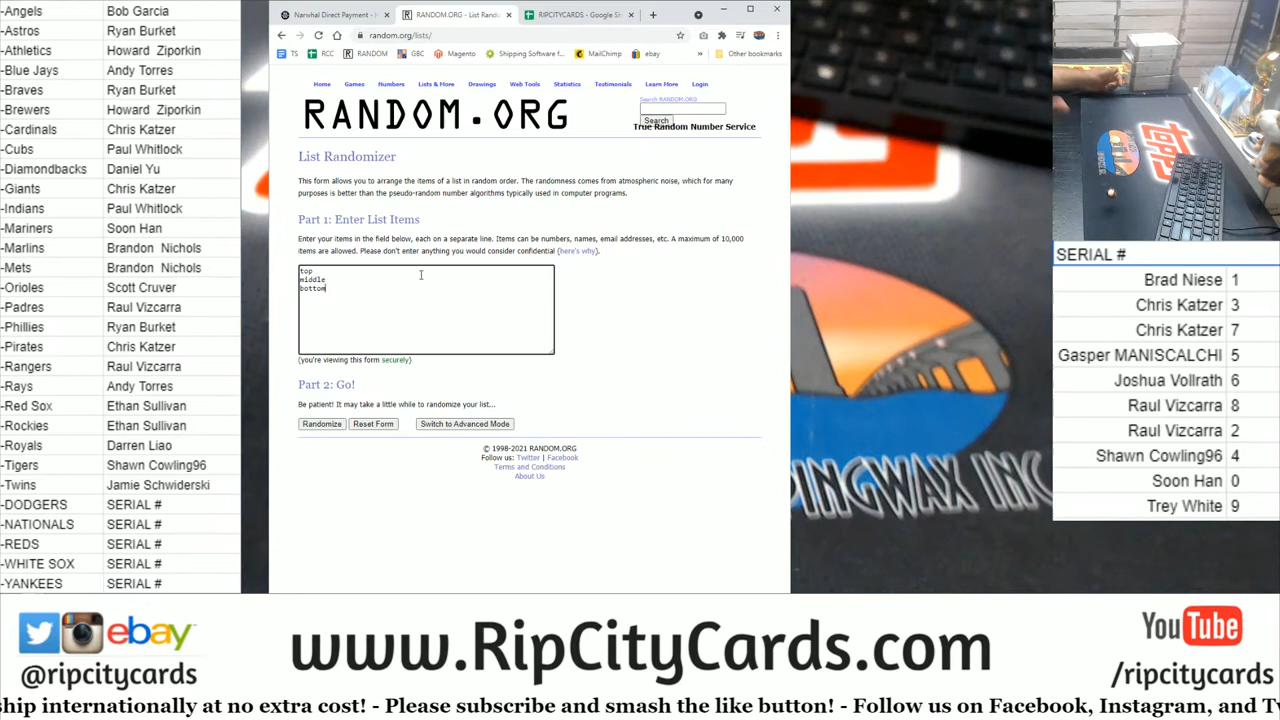 -Angels Bob Garcia
-Astros Ryan Burket
-Athletics Howard Ziporkin
-Blue Jays Andy Torres
-Braves Ryan Burket
-Brewers Howard Ziporkin
-Cardinals Chris Katzer
-Cubs Paul Whitlock
-Diamondbacks Daniel Yu
-Giants Chris Katzer
-Indians Paul Whitlock
-Mariners Soon Han
-Marlins Brandon Nichols
-Mets Brandon Nichols
-Orioles Scott Cruver
-Padres Raul Vizcarra
-Phillies Ryan Burket
-Pirates Chris Katzer
-Rangers Raul Vizcarra
-Rays Andy Torres
-Red Sox Ethan Sullivan
-Rockies Ethan Sullivan
-Royals Darren Liao
-Tigers Shawn Cowling96
-Twins Jamie Schwiderski
-DODGERS SERIAL #
-NATIONALS SERIAL #
-REDS SERIAL #
-WHITE SOX SERIAL #
-YANKEES SERIAL #
Narwhal Direct Payment - RANDOM.ORG - List Rando RIPCITYCARDS - Google Sh
random.org/lists/
TS RCC RANDOM GBC Magento Shipping Software f... MailChimp ebay » Other bookmarks
Home Games Numbers Lists & More Drawings Web Tools Statistics Testimonials Learn More Login
RANDOM.ORG
Search RANDOM.ORG
Search
True Random Number Service
List Randomizer
This form allows you to arrange the items of a list in random order. The randomness comes from atmospheric noise, which for many
purposes is better than the pseudo-random number algorithms typically used in computer programs.
Part 1: Enter List Items
Enter your items in the field below, each on a separate line. Items can be numbers, names, email addresses, etc. A maximum of 10,000
items are allowed. Please don't enter anything you would consider confidential (here's why).
top
middle
bottom
(you're viewing this form securely)
Part 2: Go!
Be patient! It may take a little while to randomize your list...
Randomize Reset Form Switch to Advanced Mode
© 1998-2021 RANDOM.ORG
Follow us: Twitter | Facebook
Terms and Conditions
About Us
PINGWAX INC
SERIAL #
Brad Niese 1
Chris Katzer 3
Chris Katzer 7
Gasper MANISCALCHI 5
Joshua Vollrath 6
Raul Vizcarra 8
Raul Vizcarra 2
Shawn Cowling96 4
Soon Han 0
Trey White 9
ebay
@ripcitycards
www.RipCityCards.com
YouTube
/ripcitycards
ship internationally at no extra cost! - Please subscribe and smash the like button! - Follow us on Facebook, Instagram, and Tw